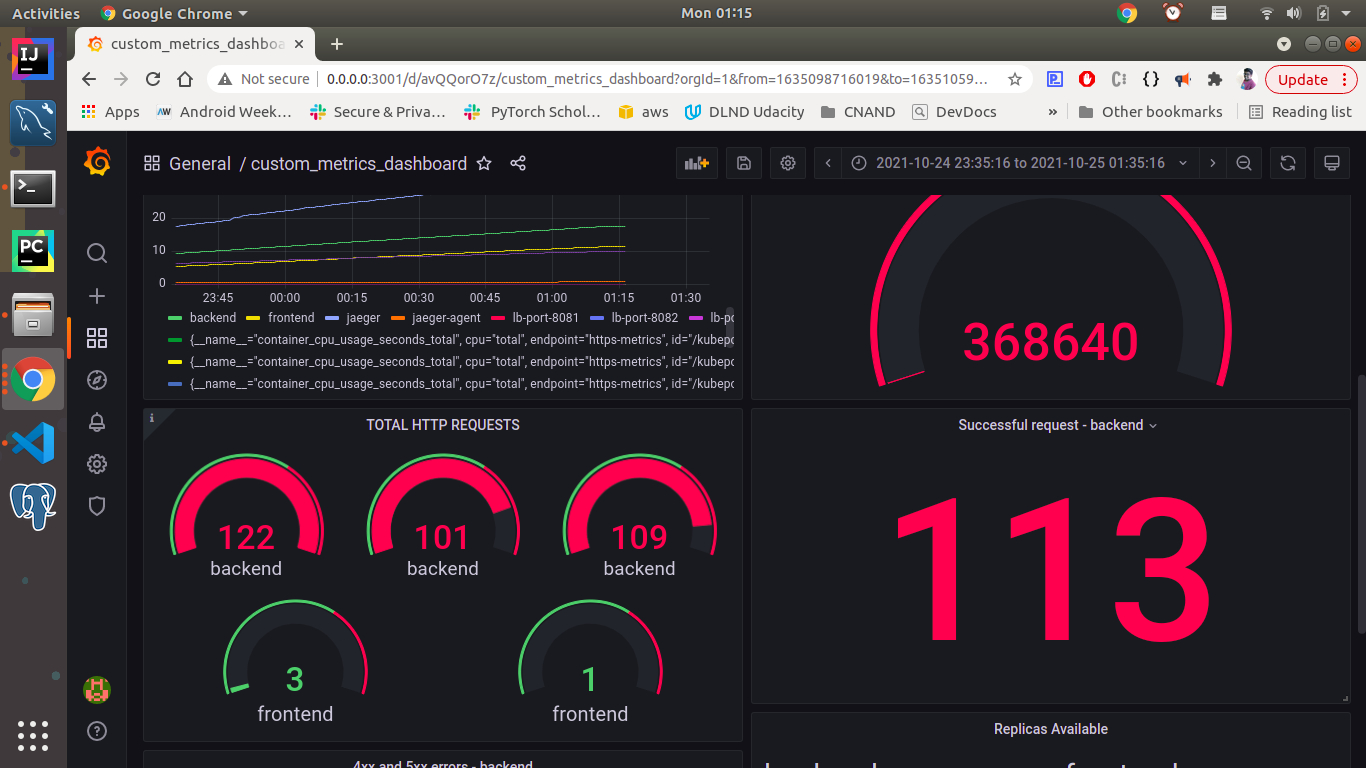 Activities Google Chrome Mon 01:15
custom_metrics_dashboa
Not secure 0.0.0.0:3001/d/avQQorO7z/custom_metrics_dashboard?orgId=1&from=1635098716019&to=16351059… Update
Apps Android Week… Secure & Priva… PyTorch Schol… aws DLND Udacity CNAND DevDocs » Other bookmarks Reading list
General / custom_metrics_dashboard 2021-10-24 23:35:16 to 2021-10-25 01:35:16
20
10
0
23:45 00:00 00:15 00:30 00:45 01:00 01:15 01:30
backend frontend jaeger jaeger-agent lb-port-8081 lb-port-8082 lb-po
{__name__="container_cpu_usage_seconds_total", cpu="total", endpoint="https-metrics", id="/kubepo
{__name__="container_cpu_usage_seconds_total", cpu="total", endpoint="https-metrics", id="/kubepo
{__name__="container_cpu_usage_seconds_total", cpu="total", endpoint="https-metrics", id="/kubepo
368640
TOTAL HTTP REQUESTS
122 101 109
backend backend backend
3 1
frontend frontend
Successful request - backend
113
4xx and 5xx errors - backend
Replicas Available
IJ
PC